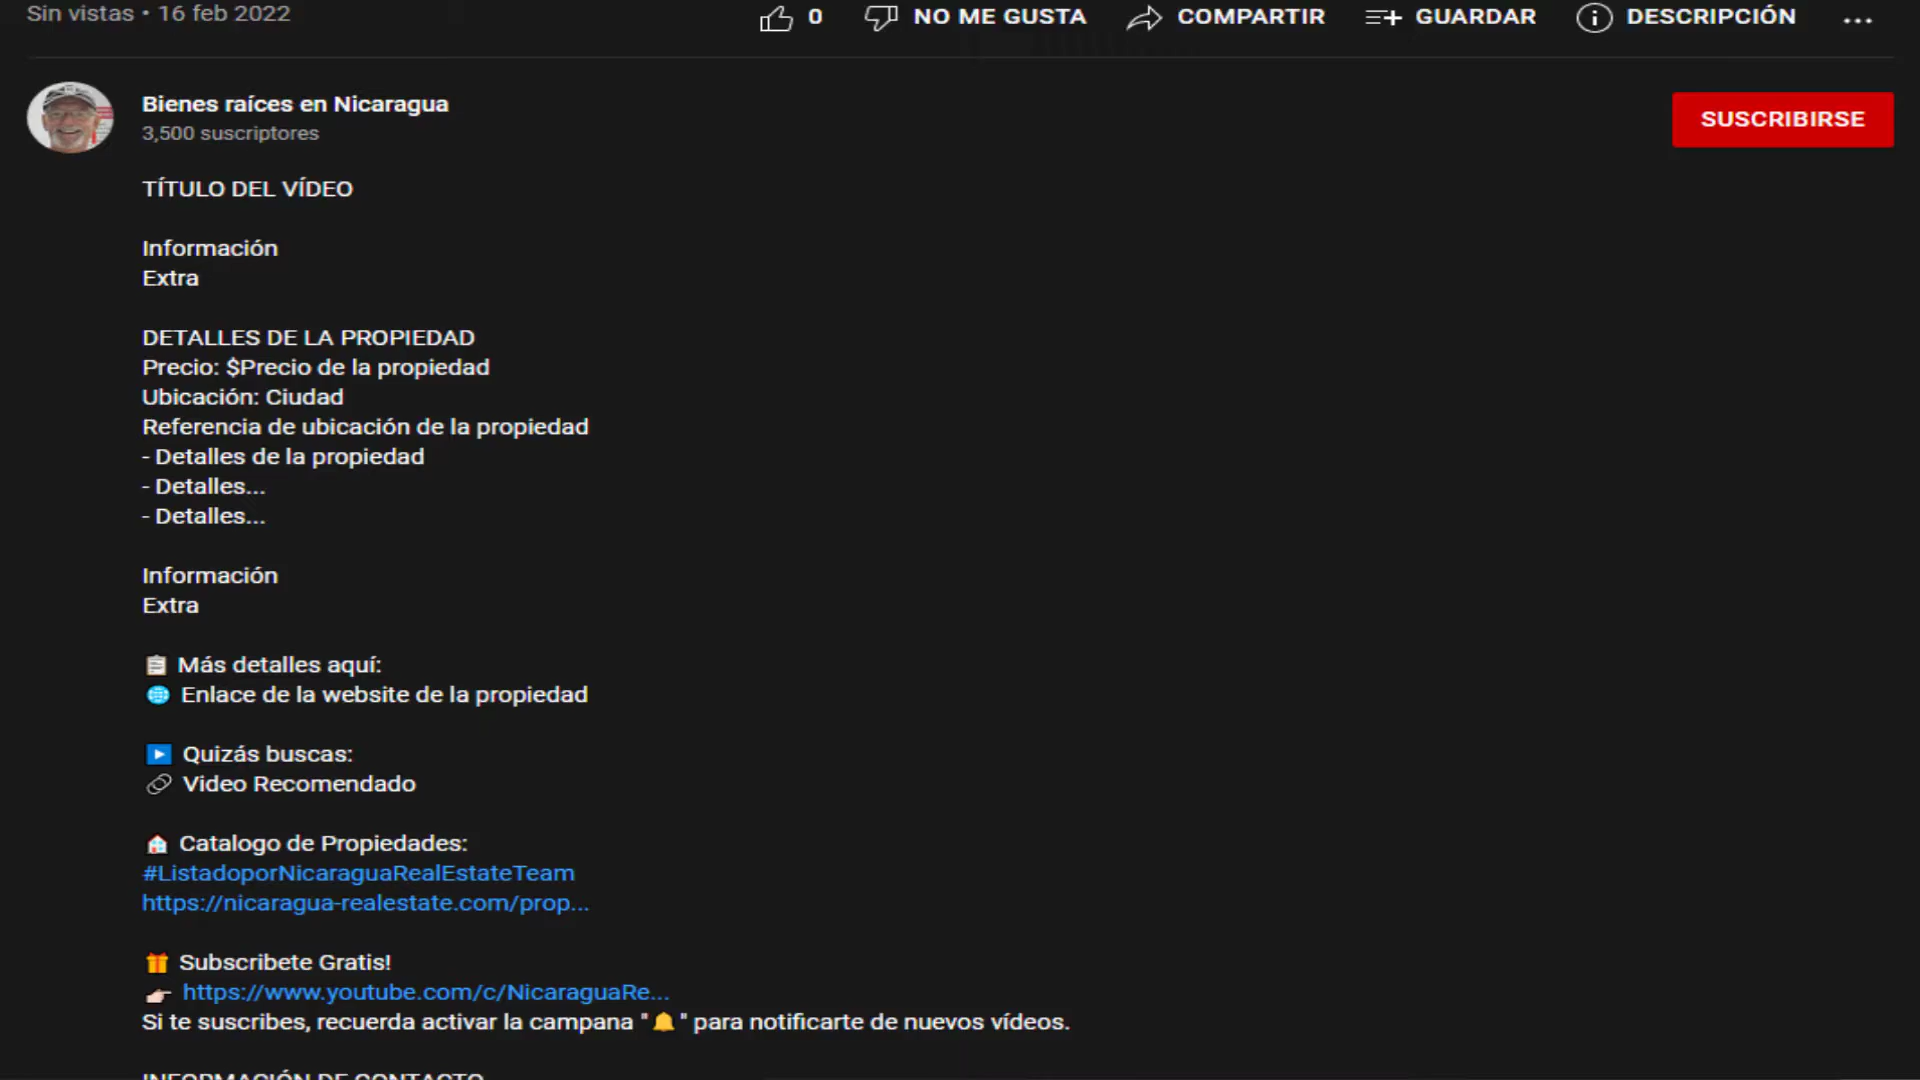 Sin vistas • 16 feb 2022
0 NO ME GUSTA COMPARTIR GUARDAR DESCRIPCIÓN ...
Bienes raíces en Nicaragua
3,500 suscriptores
SUSCRIBIRSE
TÍTULO DEL VÍDEO
Información
Extra
DETALLES DE LA PROPIEDAD
Precio: $Precio de la propiedad
Ubicación: Ciudad
Referencia de ubicación de la propiedad
- Detalles de la propiedad
- Detalles...
- Detalles...
Información
Extra
📋 Más detalles aquí:
🌐 Enlace de la website de la propiedad
▶️ Quizás buscas:
🔗 Video Recomendado
🏠 Catalogo de Propiedades:
#ListadoporNicaraguaRealEstateTeam
https://nicaragua-realestate.com/prop...
🎁 Subscribete Gratis!
👉 https://www.youtube.com/c/NicaraguaRe...
Si te suscribes, recuerda activar la campana "🔔" para notificarte de nuevos vídeos.
INFORMACIÓN DE CONTACTO